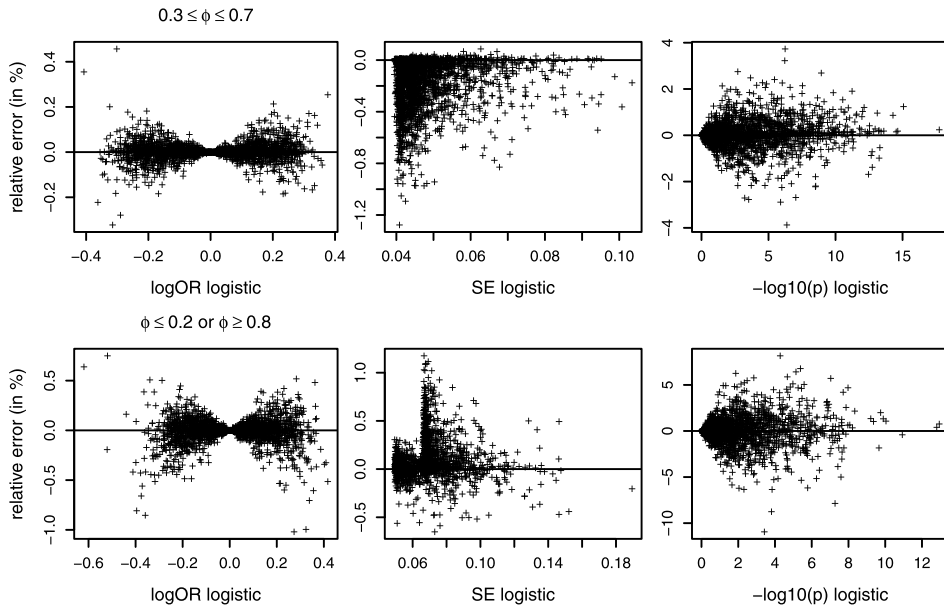 0.3 ≤ ϕ ≤ 0.7
relative error (in %)
−0.2 0.0 0.2 0.4
−0.4 −0.2 0.0 0.2 0.4
logOR logistic
−1.2 −0.8 −0.4 0.0
0.04 0.06 0.08 0.10
SE logistic
−4 −2 0 2 4
0 5 10 15
−log10(p) logistic
ϕ ≤ 0.2 or ϕ ≥ 0.8
relative error (in %)
−1.0 −0.5 0.0 0.5
−0.6 −0.4 −0.2 0.0 0.2 0.4
logOR logistic
−0.5 0.0 0.5 1.0
0.06 0.10 0.14 0.18
SE logistic
−10 −5 0 5
0 2 4 6 8 10 12
−log10(p) logistic